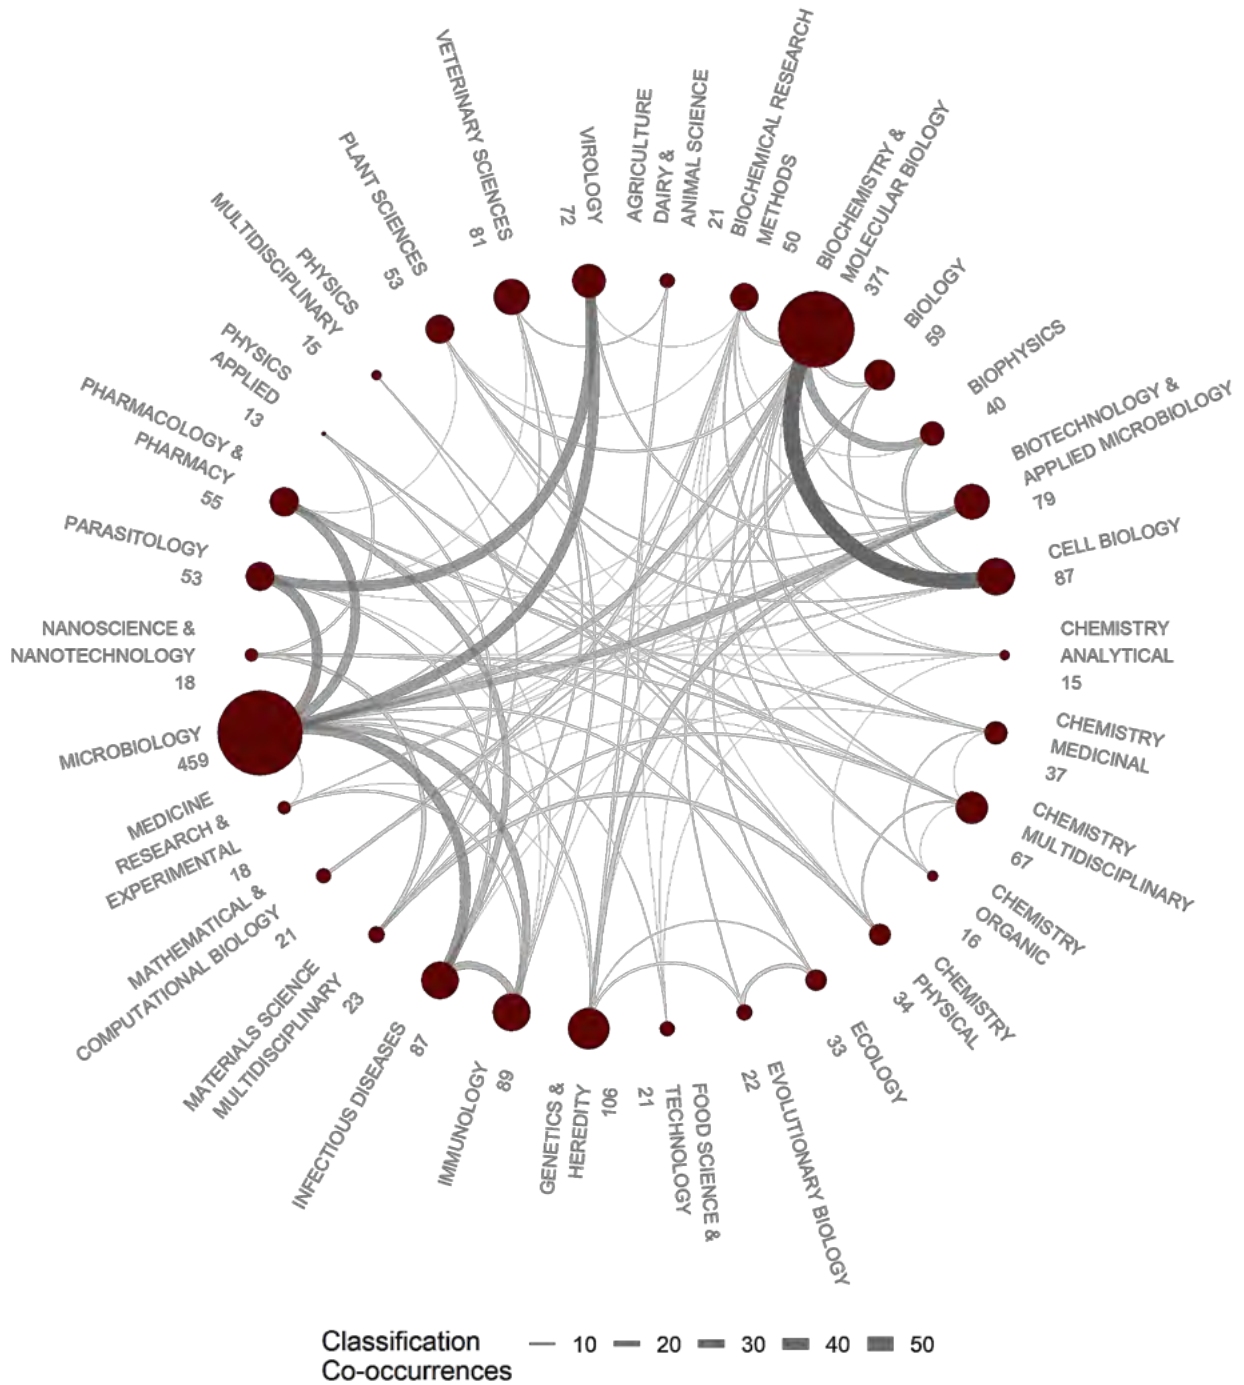 VETERINARY SCIENCES
81
VIROLOGY
72
AGRICULTURE
DAIRY &
ANIMAL SCIENCE
21
BIOCHEMICAL RESEARCH
METHODS
50
BIOCHEMISTRY &
MOLECULAR BIOLOGY
371
BIOLOGY
59
BIOPHYSICS
40
BIOTECHNOLOGY &
APPLIED MICROBIOLOGY
79
CELL BIOLOGY
87
CHEMISTRY
ANALYTICAL
15
CHEMISTRY
MEDICINAL
37
CHEMISTRY
MULTIDISCIPLINARY
67
CHEMISTRY
ORGANIC
16
CHEMISTRY
PHYSICAL
34
ECOLOGY
33
EVOLUTIONARY BIOLOGY
22
FOOD SCIENCE &
TECHNOLOGY
21
GENETICS &
HEREDITY
106
IMMUNOLOGY
89
INFECTIOUS DISEASES
87
MATERIALS SCIENCE
MULTIDISCIPLINARY
23
MATHEMATICAL &
COMPUTATIONAL BIOLOGY
21
MEDICINE
RESEARCH &
EXPERIMENTAL
18
MICROBIOLOGY
459
NANOSCIENCE &
NANOTECHNOLOGY
18
PARASITOLOGY
53
PHARMACOLOGY &
PHARMACY
55
PHYSICS
APPLIED
13
PHYSICS
MULTIDISCIPLINARY
15
PLANT SCIENCES
53
Classification
Co-occurrences
10 20 30 40 50